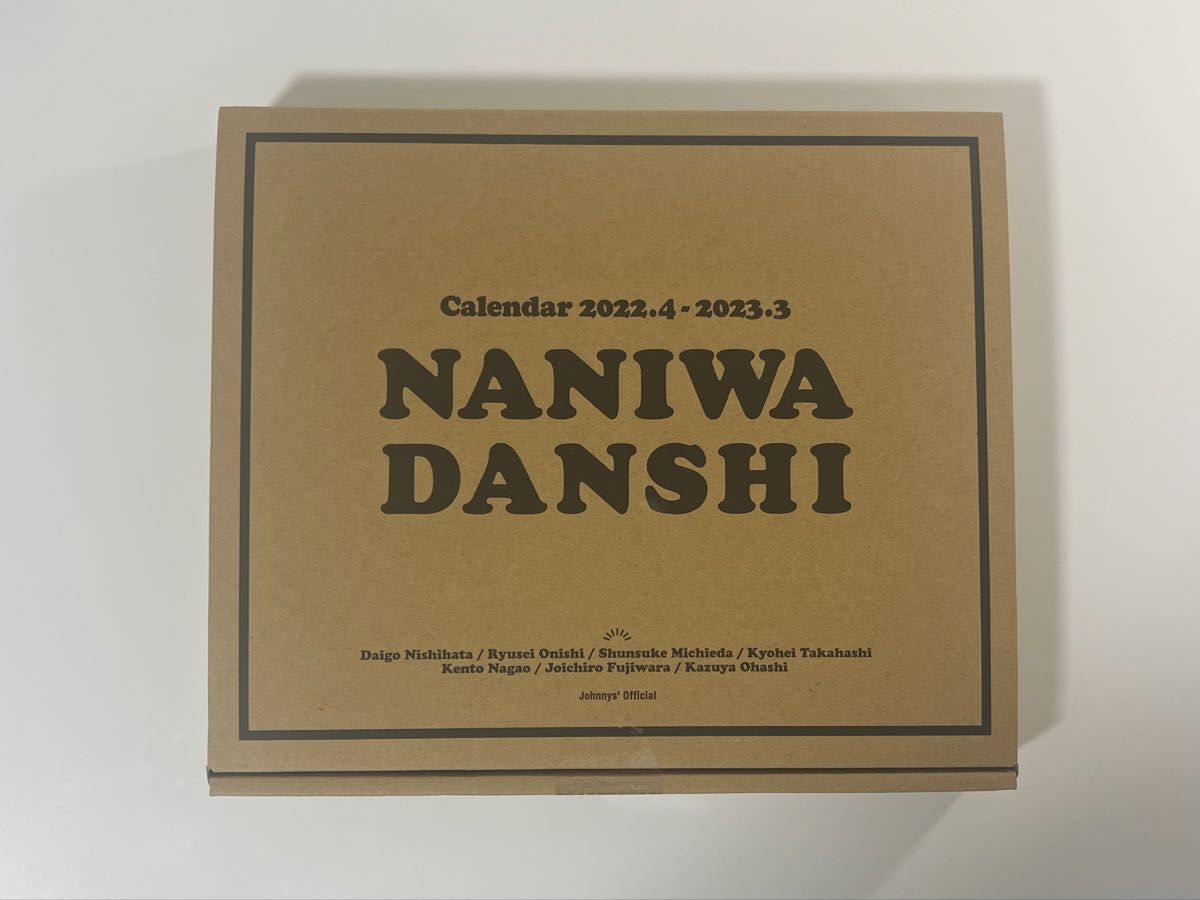 Calendar 2022.4-2023.3
NANIWA
DANSHI
Daigo Nishihata / Ryusei Onishi / Shunsuke Michieda / Kyohei Takahashi
Kento Nagao / Joichiro Fujiwara / Kazuya Ohashi
Johnnys' Official